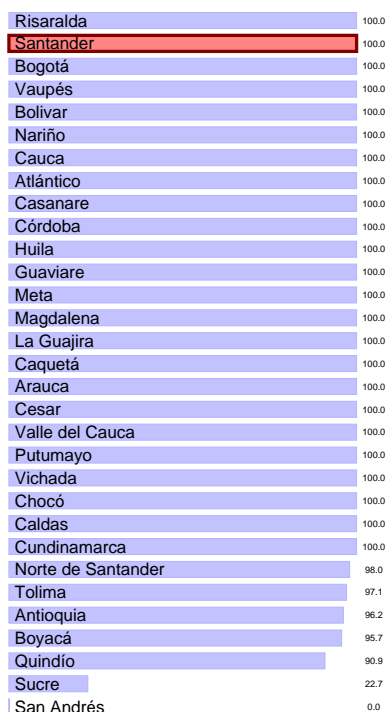 Risaralda 100.0
Santander 100.0
Bogotá 100.0
Vaupés 100.0
Bolivar 100.0
Nariño 100.0
Cauca 100.0
Atlántico 100.0
Casanare 100.0
Córdoba 100.0
Huila 100.0
Guaviare 100.0
Meta 100.0
Magdalena 100.0
La Guajira 100.0
Caquetá 100.0
Arauca 100.0
Cesar 100.0
Valle del Cauca 100.0
Putumayo 100.0
Vichada 100.0
Chocó 100.0
Caldas 100.0
Cundinamarca 100.0
Norte de Santander 98.0
Tolima 97.1
Antioquia 96.2
Boyacá 95.7
Quindío 90.9
Sucre 22.7
San Andrés 0.0